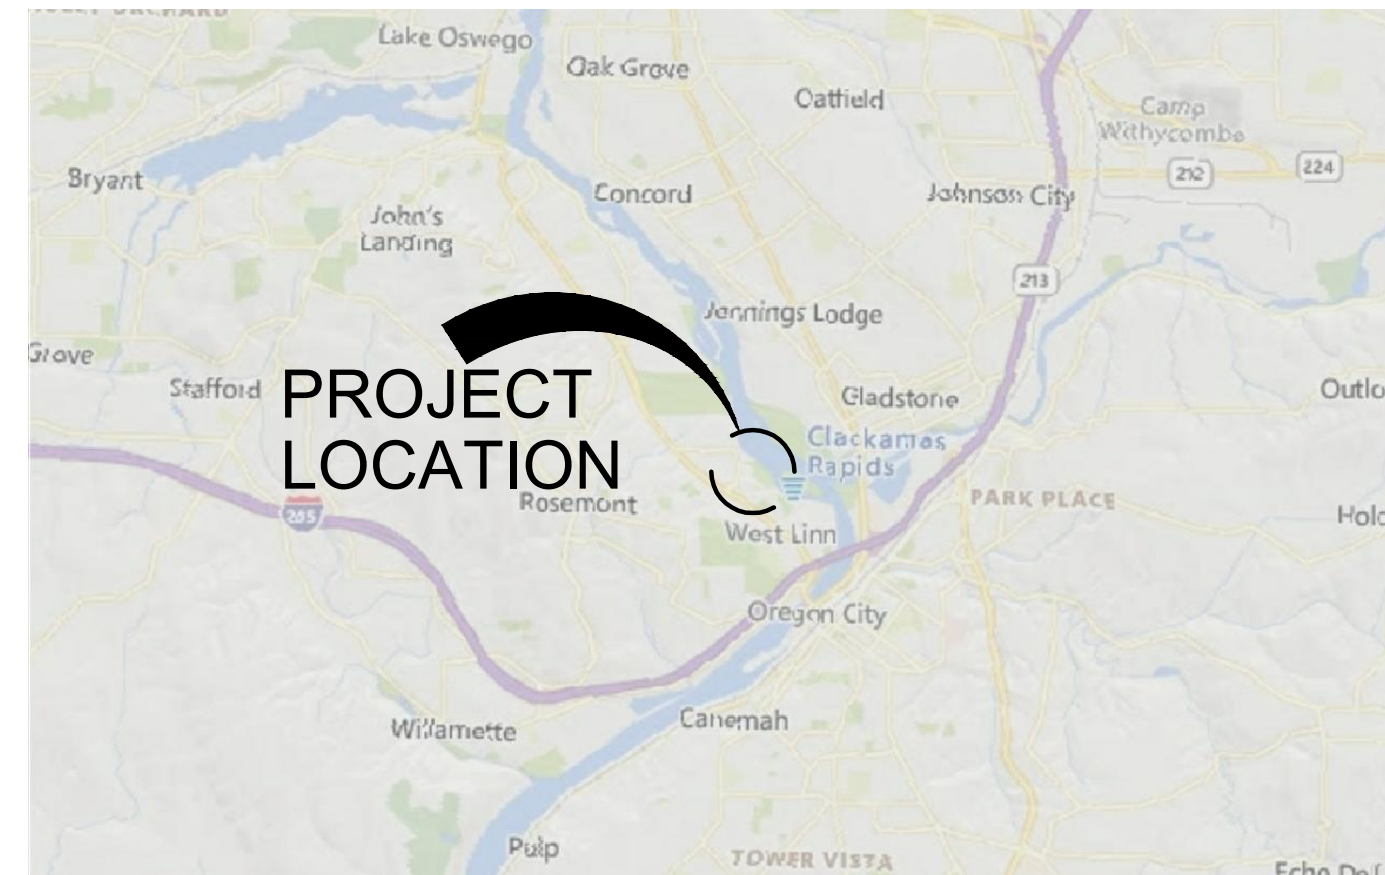 Lake Oswego
Oak Grove
Oatfield
Camp
Withycombe
212
224
Bryant
Concord
Johnson City
John's
Landing
213
Jennings Lodge
Grove
Stafford
PROJECT
LOCATION
Gladstone
Outlo
Clackamas
Rapids
205
Rosemont
PARK PLACE
Holc
West Linn
Oregon City
Willamette
Canemah
Pulp
TOWER VISTA